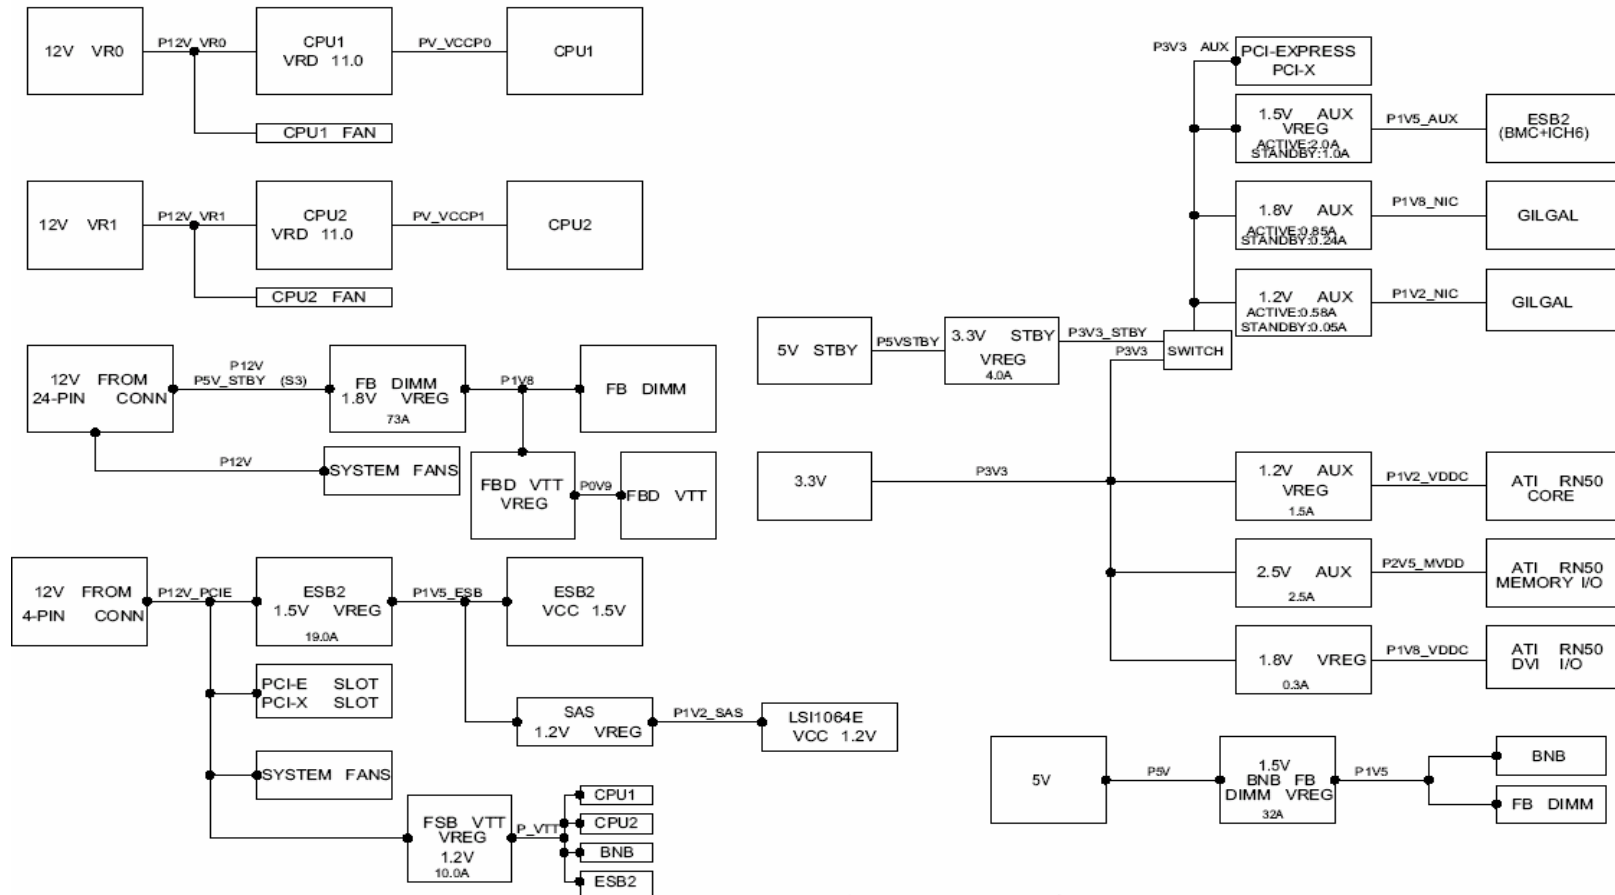 12V VR0
P12V_VR0
CPU1
VRD 11.0
PV_VCCP0
CPU1
CPU1 FAN
12V VR1
P12V_VR1
CPU2
VRD 11.0
PV_VCCP1
CPU2
CPU2 FAN
12V FROM
24-PIN CONN
P12V
P5V_STBY (S3)
FB DIMM
1.8V VREG
73A
P1V8
FB DIMM
P12V
SYSTEM FANS
FBD VTT
VREG
P0V9
FBD VTT
12V FROM
4-PIN CONN
P12V_PCIE
ESB2
1.5V VREG
19.0A
P1V5_ESB
ESB2
VCC 1.5V
PCI-E SLOT
PCI-X SLOT
SAS
1.2V VREG
P1V2_SAS
LSI1064E
VCC 1.2V
SYSTEM FANS
FSB VTT
VREG
1.2V
10.0A
P_VTT
CPU1
CPU2
BNB
ESB2
P3V3 AUX
PCI-EXPRESS
PCI-X
1.5V AUX
VREG
ACTIVE:2.0A
STANDBY:1.0A
P1V5_AUX
ESB2
(BMC+ICH6)
1.8V AUX
ACTIVE:0.85A
STANDBY:0.24A
P1V8_NIC
GILGAL
1.2V AUX
ACTIVE:0.58A
STANDBY:0.05A
P1V2_NIC
GILGAL
5V STBY
P5VSTBY
3.3V STBY
VREG
4.0A
P3V3_STBY
P3V3
SWITCH
3.3V
P3V3
1.2V AUX
VREG
1.5A
P1V2_VDDC
ATI RN50
CORE
2.5V AUX
2.5A
P2V5_MVDD
ATI RN50
MEMORY I/O
1.8V VREG
0.3A
P1V8_VDDC
ATI RN50
DVI I/O
5V
P5V
1.5V
BNB FB
DIMM VREG
32A
P1V5
BNB
FB DIMM